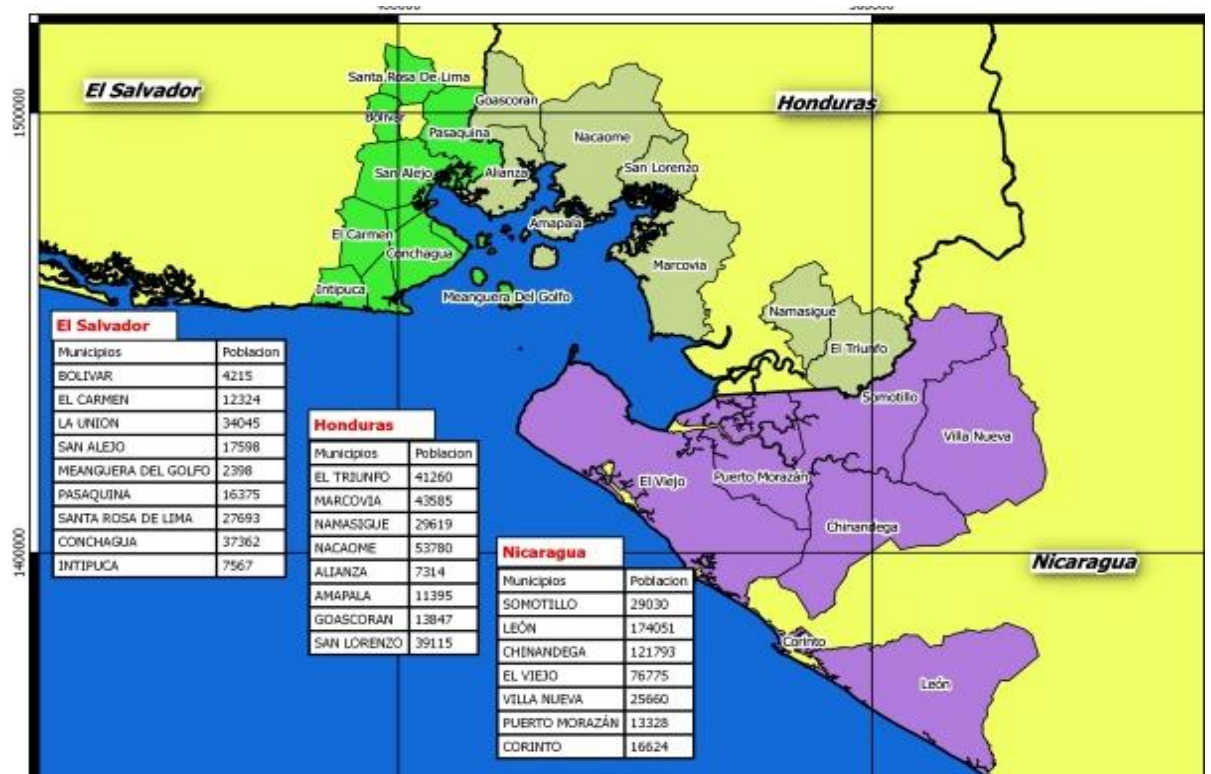 El Salvador
Honduras
Nicaragua
1500000
1400000
Santa Rosa De Lima
Bolivar
Pasaquina
San Alejo
El Carmen
Conchagua
Intipuca
Meanguera Del Golfo
Goascoran
Nacaome
Alianza
San Lorenzo
Amapala
Marcovia
Namasigue
El Triunfo
Somotillo
Villa Nueva
El Viejo
Puerto Morazán
Chinandega
Corinto
León
El Salvador
Municipios Poblacion
BOLIVAR 4215
EL CARMEN 12324
LA UNION 34045
SAN ALEJO 17598
MEANGUERA DEL GOLFO 2398
PASAQUINA 16375
SANTA ROSA DE LIMA 27693
CONCHAGUA 37362
INTIPUCA 7567
Honduras
Municipios Poblacion
EL TRIUNFO 41260
MARCOVIA 43585
NAMASIGUE 29619
NACAOME 53780
ALIANZA 7314
AMAPALA 11395
GOASCORAN 13847
SAN LORENZO 39115
Nicaragua
Municipios Poblacion
SOMOTILLO 29030
LEÓN 174051
CHINANDEGA 121793
EL VIEJO 76775
VILLA NUEVA 25660
PUERTO MORAZÁN 13328
CORINTO 16624